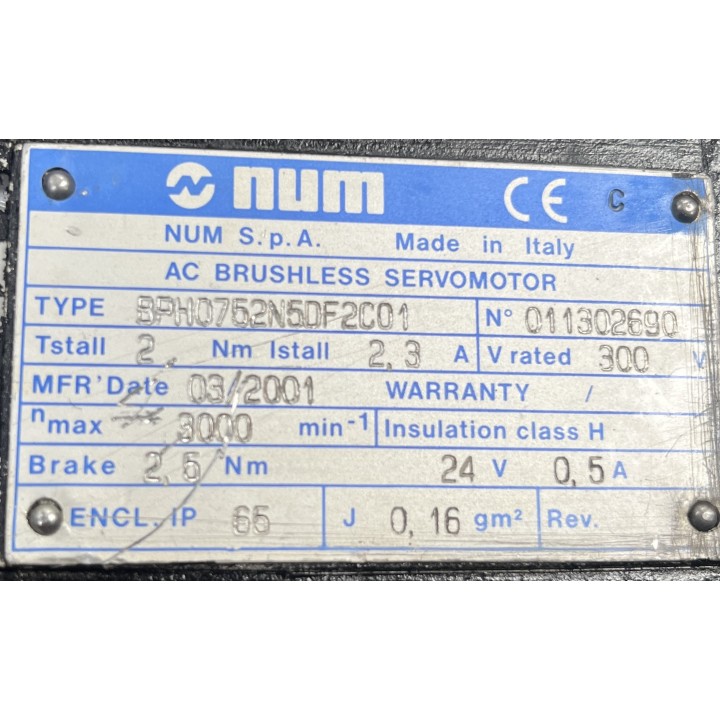 num CE C
NUM S.p.A. Made in Italy
AC BRUSHLESS SERVOMOTOR
TYPE BPH0752N5DF2C01 N° 011302690
Tstall 2, Nm Istall 2,3 A V rated 300 V
MFR'Date 03/2001 WARRANTY /
nmax 3000 min-1 Insulation class H
Brake 2,5 Nm 24 V 0,5 A
ENCL. IP 65 J 0,16 gm² Rev.